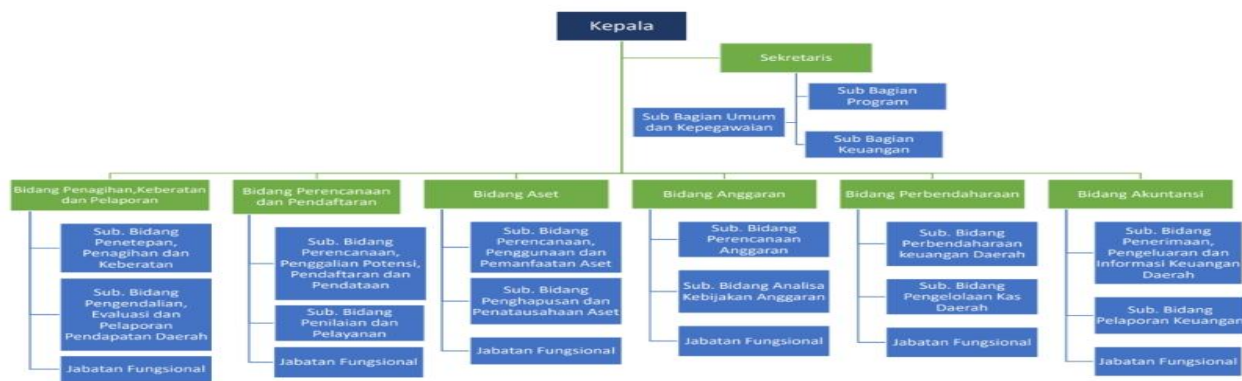 Kepala
Sekretaris
Sub Bagian
Program
Sub Bagian Umum
dan Kepegawaian
Sub Bagian
Keuangan
Bidang Penagihan,Keberatan
dan Pelaporan
Sub. Bidang
Penetepan,
Penagihan dan
Keberatan
Sub. Bidang
Pengendalian,
Evaluasi dan
Pelaporan
Pendapatan Daerah
Jabatan Fungsional
Bidang Perencanaan
dan Pendaftaran
Sub. Bidang
Perencanaan,
Penggalian Potensi,
Pendaftaran dan
Pendataan
Sub. Bidang
Penilaian dan
Pelayanan
Jabatan Fungsional
Bidang Aset
Sub. Bidang
Perencanaan,
Penggunaan dan
Pemanfaatan Aset
Sub. Bidang
Penghapusan dan
Penatausahaan Aset
Jabatan Fungsional
Bidang Anggaran
Sub. Bidang
Perencanaan
Anggaran
Sub. Bidang Analisa
Kebijakan Anggaran
Jabatan Fungsional
Bidang Perbendaharaan
Sub. Bidang
Perbendaharaan
keuangan Daerah
Sub. Bidang
Pengelolaan Kas
Daerah
Jabatan Fungsional
Bidang Akuntansi
Sub. Bidang
Penerimaan,
Pengeluaran dan
Informasi Keuangan
Daerah
Sub. Bidang
Pelaporan Keuangan
Jabatan Fungsional